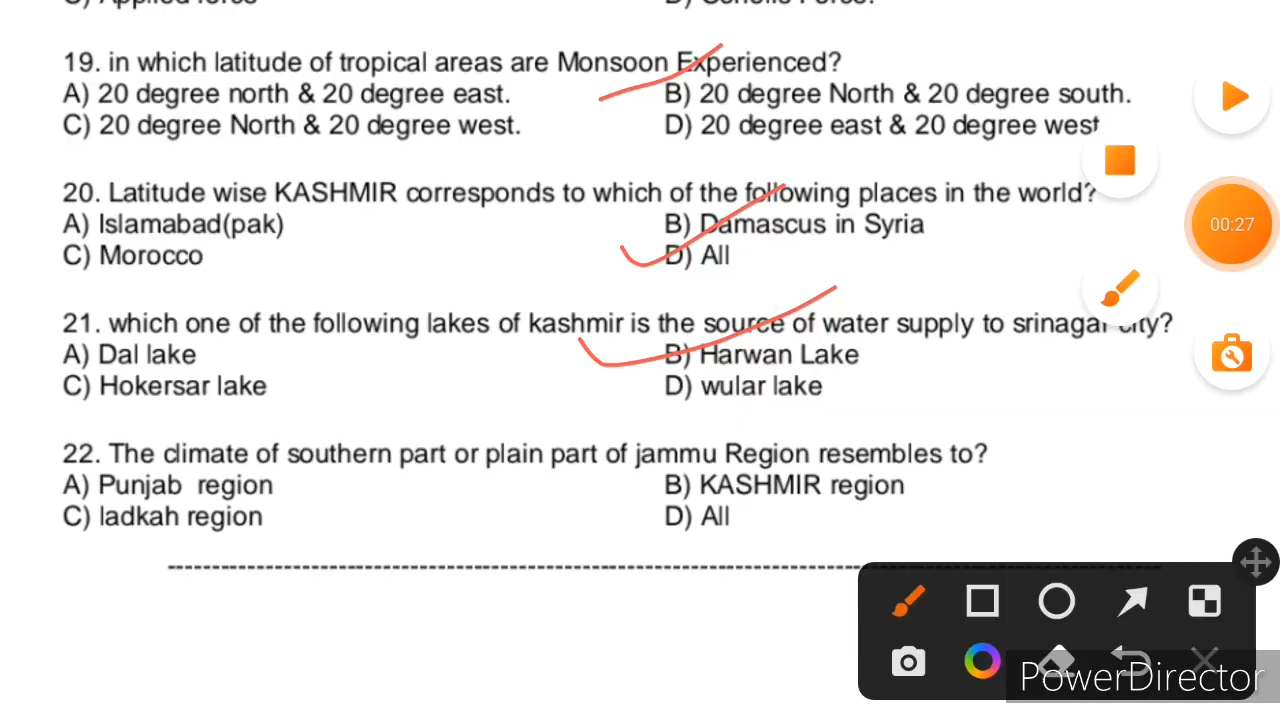 19. in which latitude of tropical areas are Monsoon Experienced?
A) 20 degree north & 20 degree east. B) 20 degree North & 20 degree south.
C) 20 degree North & 20 degree west. D) 20 degree east & 20 degree west
20. Latitude wise KASHMIR corresponds to which of the following places in the world?
A) Islamabad(pak) B) Damascus in Syria
C) Morocco D) All
00:27
21. which one of the following lakes of kashmir is the source of water supply to srinagar city?
A) Dal lake B) Harwan Lake
C) Hokersar lake D) wular lake
22. The climate of southern part or plain part of jammu Region resembles to?
A) Punjab region B) KASHMIR region
C) ladkah region D) All
PowerDirector